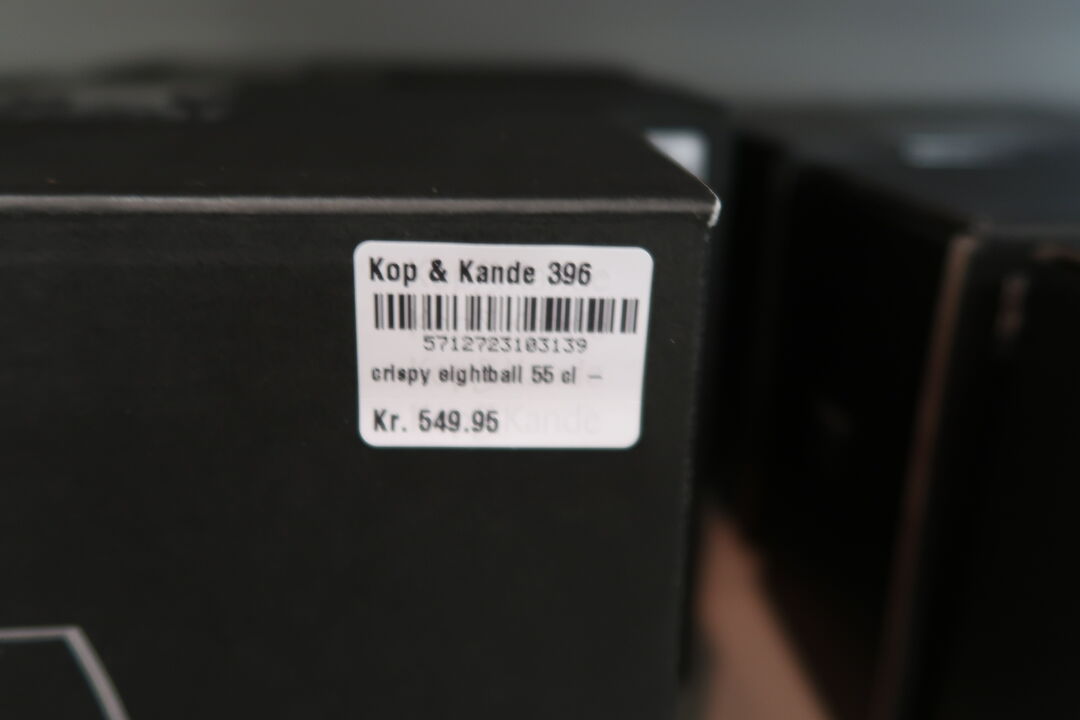 Kop & Kande 396
5712723103139
crispy eightball 55 cl -
Kr. 549.95